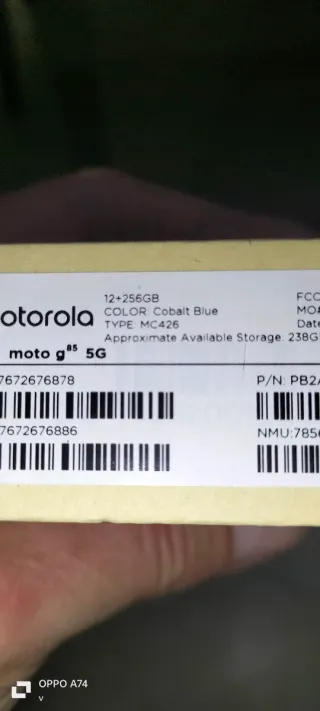 otorola
12+256GB
COLOR: Cobalt Blue
TYPE: MC426
Approximate Available Storage: 238G
FCC
MO#
Date
moto g85 5G
7672676878
7672676886
P/N: PB2A
NMU:785
OPPO A74